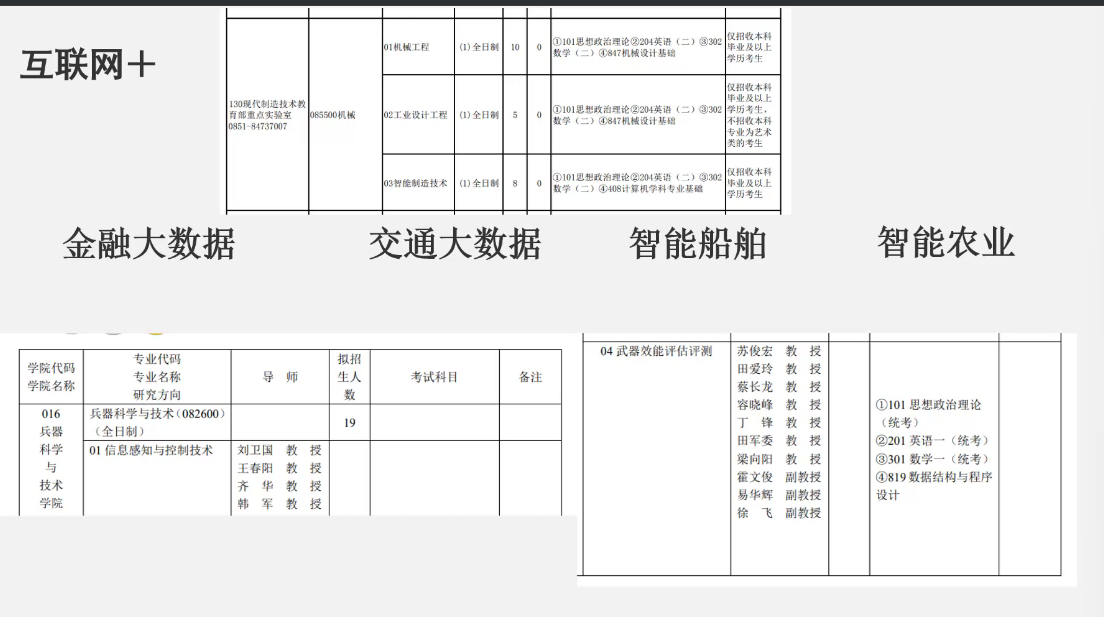 互联网＋
130现代制造技术教
育部重点实验室
0851-84737007
085500机械
01机械工程
(1)全日制
10
0
①101思想政治理论②204英语（二）③302
数学（二）④847机械设计基础
仅招收本科
毕业及以上
学历考生
02工业设计工程
(1)全日制
5
0
①101思想政治理论②204英语（二）③302
数学（二）④847机械设计基础
仅招收本科
毕业及以上
学历考生，
不招收本科
专业为艺术
类的考生
03智能制造技术
(1)全日制
8
0
①101思想政治理论②204英语（二）③302
数学（二）④408计算机学科专业基础
仅招收本科
毕业及以上
学历考生
金融大数据
交通大数据
智能船舶
智能农业
学院代码
学院名称
专业代码
专业名称
研究方向
导 师
拟招
生人
数
考试科目
备注
016
兵器
科学
与
技术
学院
兵器科学与技术（082600）
（全日制）
19
01 信息感知与控制技术
刘卫国 教 授
王春阳 教 授
齐 华 教 授
韩 军 教 授
04 武器效能评估评测
苏俊宏 教 授
田爱玲 教 授
蔡长龙 教 授
容晓峰 教 授
丁 锋 教 授
田军委 教 授
梁向阳 教 授
霍文俊 副教授
易华辉 副教授
徐 飞 副教授
①101 思想政治理论
（统考）
②201 英语一（统考）
③301 数学一（统考）
④819 数据结构与程序
设计